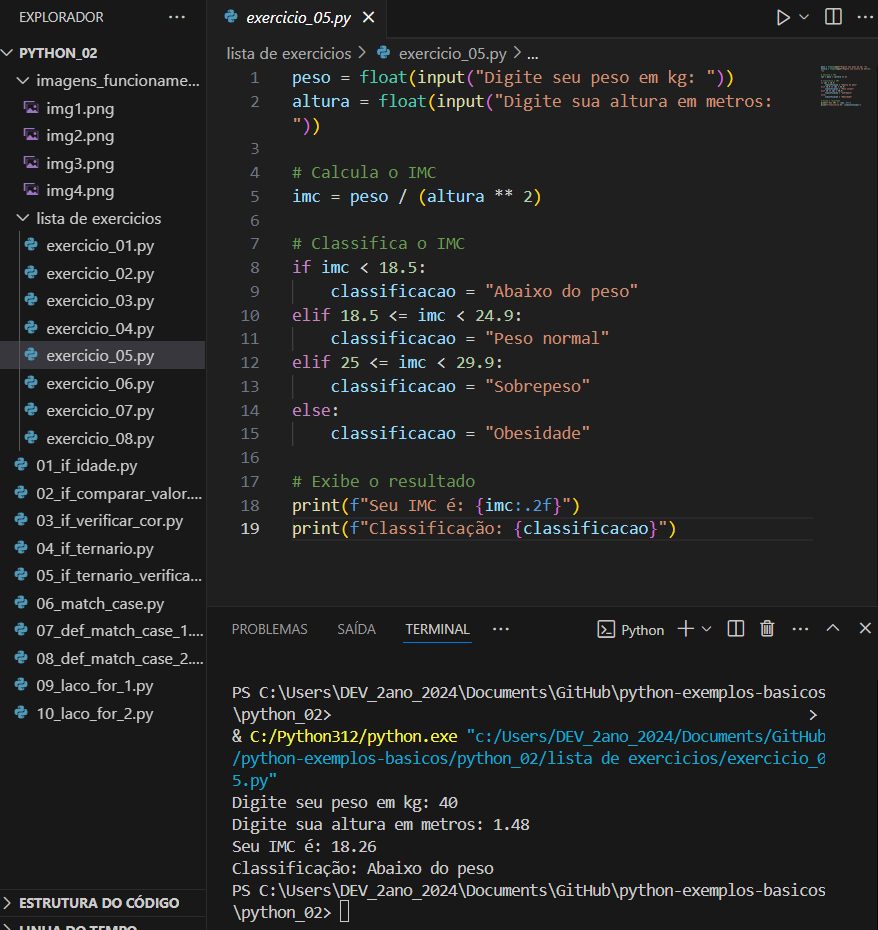 EXPLORADOR ...
PYTHON_02
imagens_funcioname...
img1.png
img2.png
img3.png
img4.png
lista de exercicios
exercicio_01.py
exercicio_02.py
exercicio_03.py
exercicio_04.py
exercicio_05.py
exercicio_06.py
exercicio_07.py
exercicio_08.py
01_if_idade.py
02_if_comparar_valor....
03_if_verificar_cor.py
04_if_ternario.py
05_if_ternario_verifica...
06_match_case.py
07_def_match_case_1....
08_def_match_case_2....
09_laco_for_1.py
10_laco_for_2.py
ESTRUTURA DO CÓDIGO
LINHA DO TEMPO
exercicio_05.py
lista de exercicios > exercicio_05.py > ...
1 peso = float(input("Digite seu peso em kg: "))
2 altura = float(input("Digite sua altura em metros:
"))
3
4 # Calcula o IMC
5 imc = peso / (altura ** 2)
6
7 # Classifica o IMC
8 if imc < 18.5:
9 classificacao = "Abaixo do peso"
10 elif 18.5 <= imc < 24.9:
11 classificacao = "Peso normal"
12 elif 25 <= imc < 29.9:
13 classificacao = "Sobrepeso"
14 else:
15 classificacao = "Obesidade"
16
17 # Exibe o resultado
18 print(f"Seu IMC é: {imc:.2f}")
19 print(f"Classificação: {classificacao}")
PROBLEMAS SAÍDA TERMINAL ... Python
PS C:\Users\DEV_2ano_2024\Documents\GitHub\python-exemplos-basicos
\python_02> >
& C:/Python312/python.exe "c:/Users/DEV_2ano_2024/Documents/GitHub
/python-exemplos-basicos/python_02/lista de exercicios/exercicio_0
5.py"
Digite seu peso em kg: 40
Digite sua altura em metros: 1.48
Seu IMC é: 18.26
Classificação: Abaixo do peso
PS C:\Users\DEV_2ano_2024\Documents\GitHub\python-exemplos-basicos
\python_02>